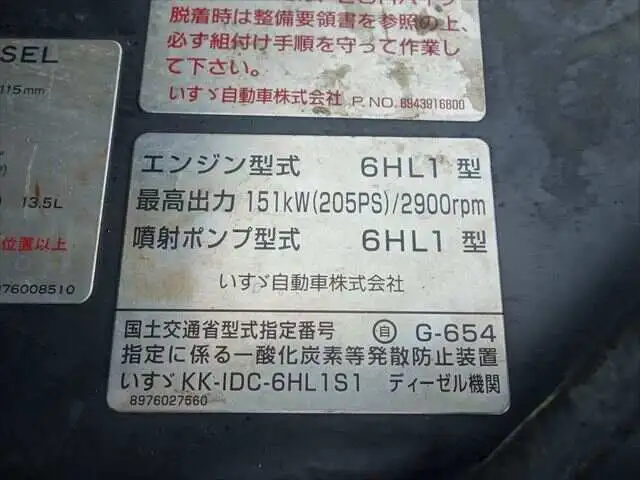 脱着時は整備要領書を参照の上、
必ず組付け手順を守って作業し
て下さい。
いすゞ自動車株式会社 P.NO. 8943916800
SEL
115mm
13.5L
位置以上
76008510
エンジン型式 6HL1 型
最高出力 151kW(205PS)/2900rpm
噴射ポンプ型式 6HL1 型
いすゞ自動車株式会社
国土交通省型式指定番号 自 G-654
指定に係る一酸化炭素等発散防止装置
いすゞ KK-IDC-6HL1S1 ディーゼル機関
8976027560